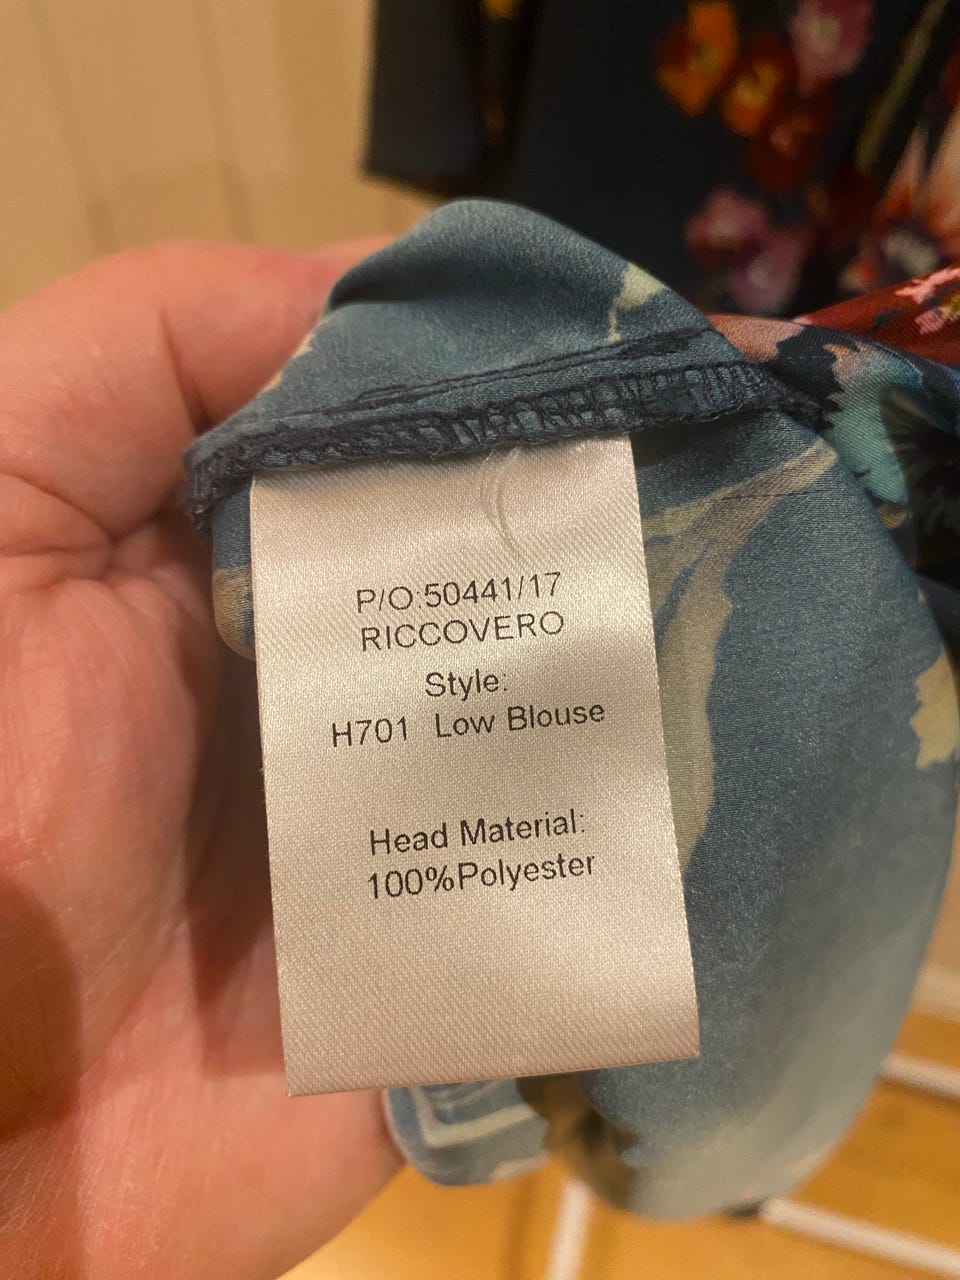 P/O:50441/17
RICCOVERO
Style:
H701 Low Blouse
Head Material:
100%Polyester